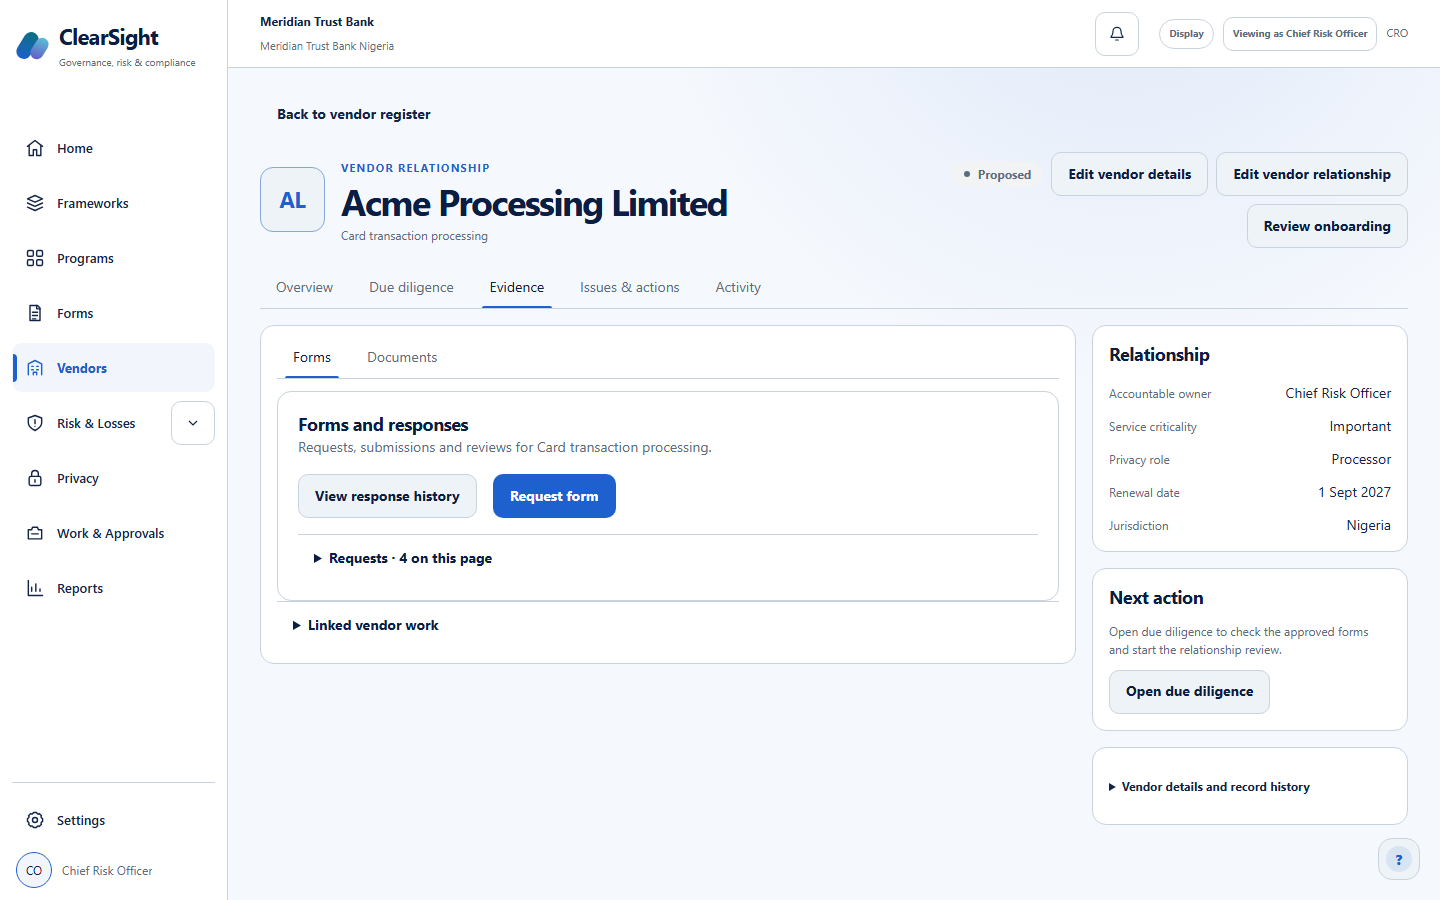 ClearSight
Governance, risk & compliance
Home
Frameworks
Programs
Forms
Vendors
Risk & Losses
Privacy
Work & Approvals
Reports
Settings
CO
Chief Risk Officer
Meridian Trust Bank
Meridian Trust Bank Nigeria
Display
Viewing as Chief Risk Officer
CRO
Back to vendor register
AL
VENDOR RELATIONSHIP
Acme Processing Limited
Card transaction processing
Proposed
Edit vendor details
Edit vendor relationship
Review onboarding
Overview
Due diligence
Evidence
Issues & actions
Activity
Forms
Documents
Forms and responses
Requests, submissions and reviews for Card transaction processing.
View response history
Request form
Requests · 4 on this page
Linked vendor work
Relationship
Accountable owner
Chief Risk Officer
Service criticality
Important
Privacy role
Processor
Renewal date
1 Sept 2027
Jurisdiction
Nigeria
Next action
Open due diligence to check the approved forms
and start the relationship review.
Open due diligence
Vendor details and record history
?